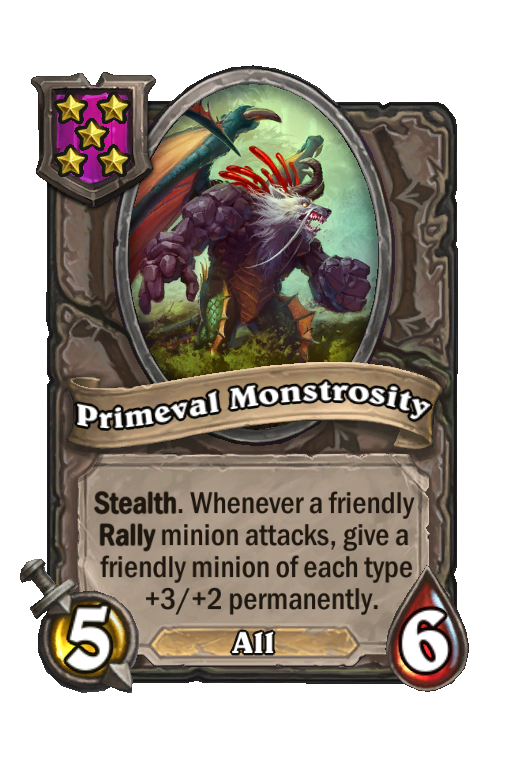 Primeval Monstrosity
Stealth. Whenever a friendly
Rally minion attacks, give a
friendly minion of each type
+3/+2 permanently.
5
All
6